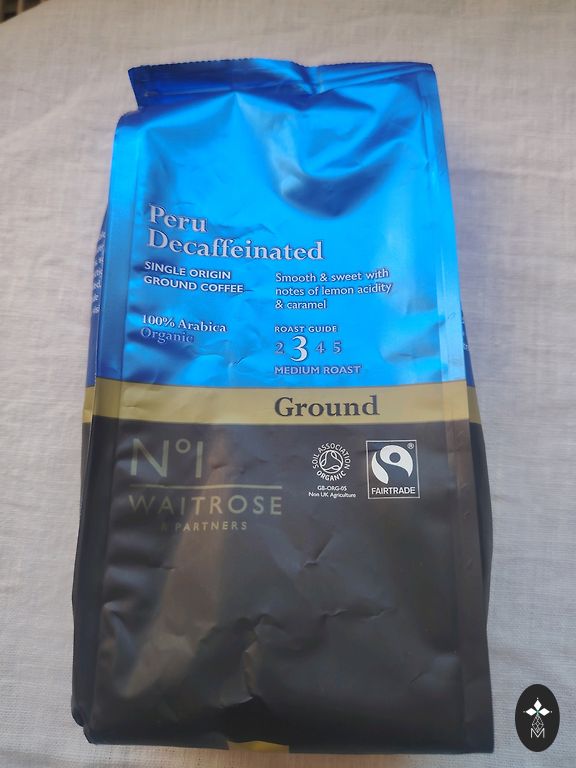 Peru
Decaffeinated
SINGLE ORIGIN
GROUND COFFEE
Smooth & sweet with
notes of lemon acidity
& caramel
100% Arabica
Organic
ROAST GUIDE
2 3 4 5
MEDIUM ROAST
Ground
N°1
WAITROSE
& PARTNERS
SOIL ASSOCIATION
ORGANIC
GB-ORG-05
Non UK Agriculture
FAIRTRADE
®